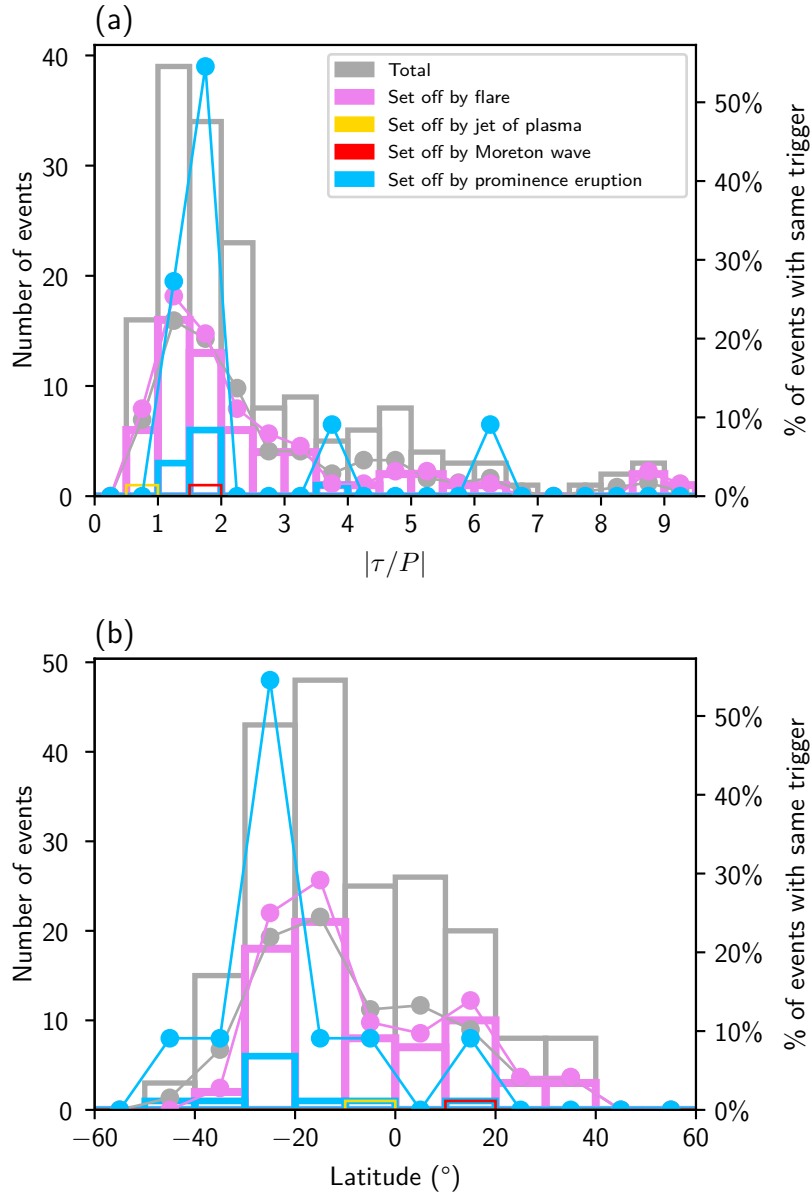 (a)
Number of events
40
30
20
10
0
Total
Set off by flare
Set off by jet of plasma
Set off by Moreton wave
Set off by prominence eruption
50%
40%
30%
20%
10%
0%
% of events with same trigger
0 1 2 3 4 5 6 7 8 9
|τ/P|
(b)
Number of events
50
40
30
20
10
0
50%
40%
30%
20%
10%
0%
% of events with same trigger
−60 −40 −20 0 20 40 60
Latitude (°)